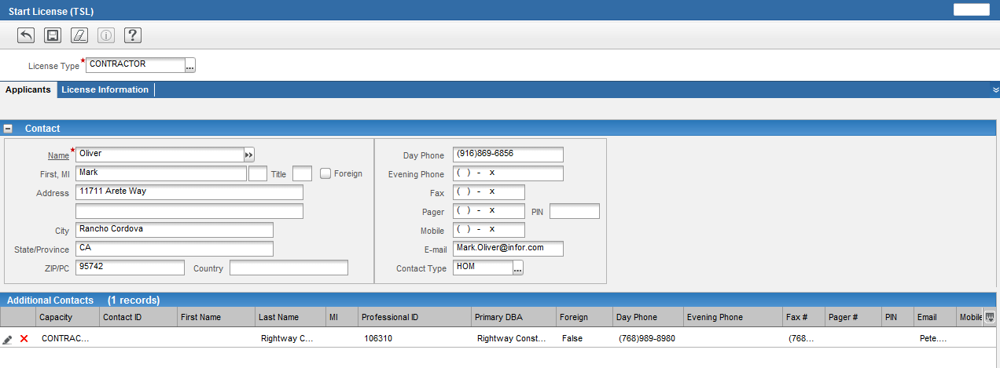 Start License (TSL)
License Type * CONTRACTOR ...
Applicants License Information
Contact
Name * Oliver
First, MI Mark Title Foreign
Address 11711 Arete Way
City Rancho Cordova
State/Province CA
ZIP/PC 95742 Country
Day Phone (916)869-6856
Evening Phone ( ) - x
Fax ( ) - x
Pager ( ) - x PIN
Mobile ( ) - x
E-mail Mark.Oliver@infor.com
Contact Type HOM ...
Additional Contacts (1 records)
Capacity Contact ID First Name Last Name MI Professional ID Primary DBA Foreign Day Phone Evening Phone Fax # Pager # PIN Email Mobile
CONTRAC... Rightway C... 106310 Rightway Const... False (768)989-8980 (768... Pete....